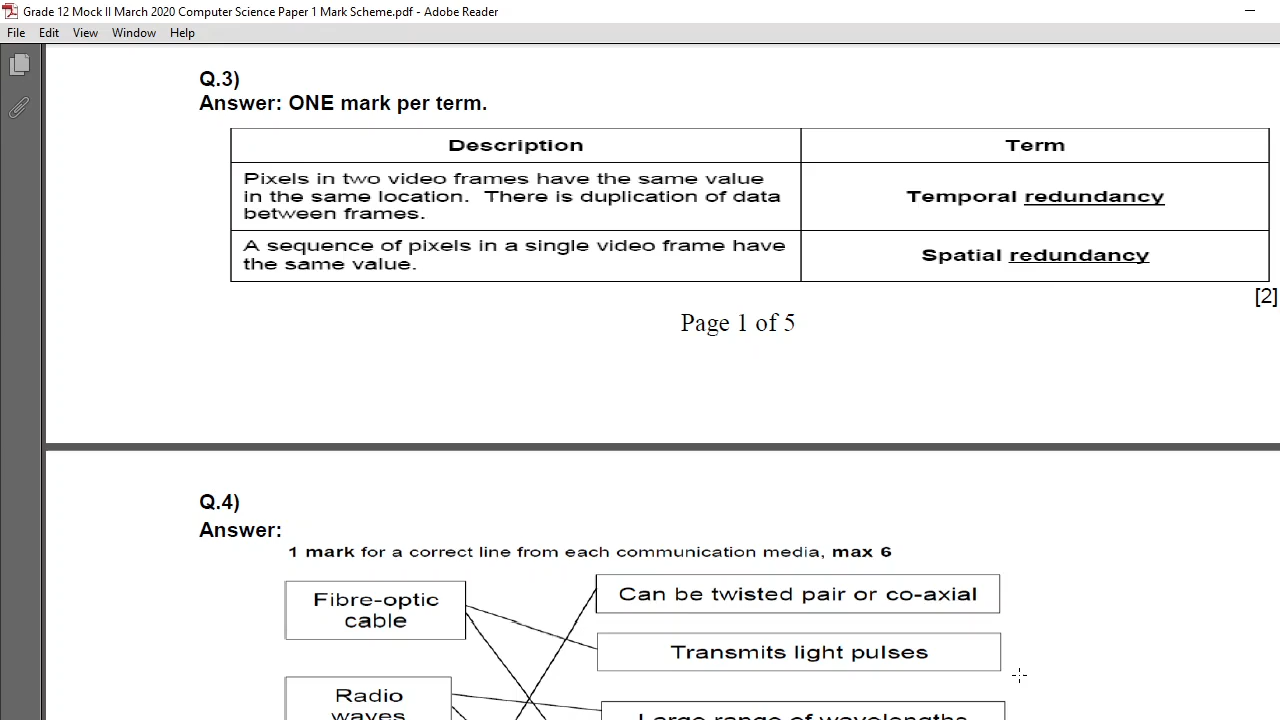 Grade 12 Mock II March 2020 Computer Science Paper 1 Mark Scheme.pdf - Adobe Reader
File Edit View Window Help
Q.3)
Answer: ONE mark per term.
Description Term
Pixels in two video frames have the same value
in the same location. There is duplication of data
between frames.
Temporal redundancy
A sequence of pixels in a single video frame have
the same value.
Spatial redundancy
[2]
Page 1 of 5
Q.4)
Answer:
1 mark for a correct line from each communication media, max 6
Fibre-optic
cable
Can be twisted pair or co-axial
Transmits light pulses
Radio
waves
Large range of wavelengths